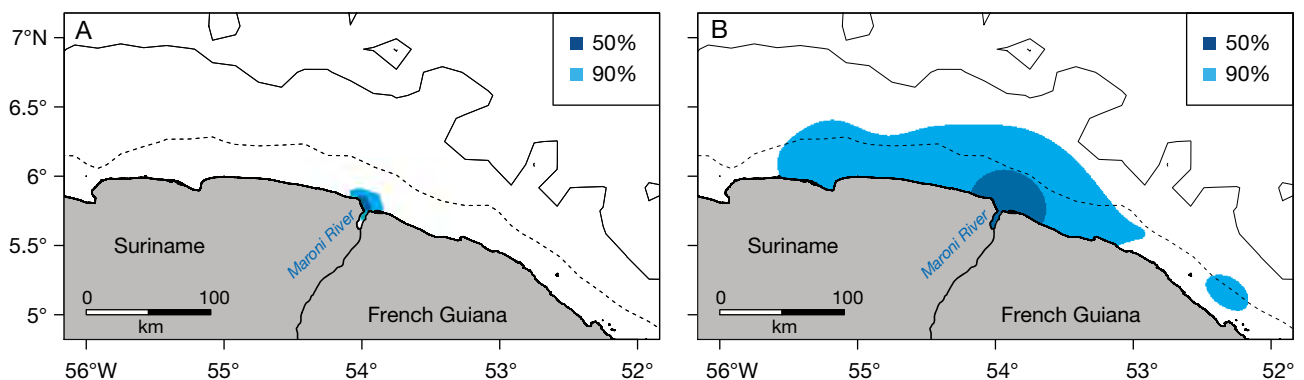 A
50%
90%
7°N
6.5°
6°
5.5°
5°
Suriname
Maroni River
French Guiana
0 100
km
56°W 55° 54° 53° 52°
B
50%
90%
Suriname
Maroni River
French Guiana
0 100
km
56°W 55° 54° 53° 52°